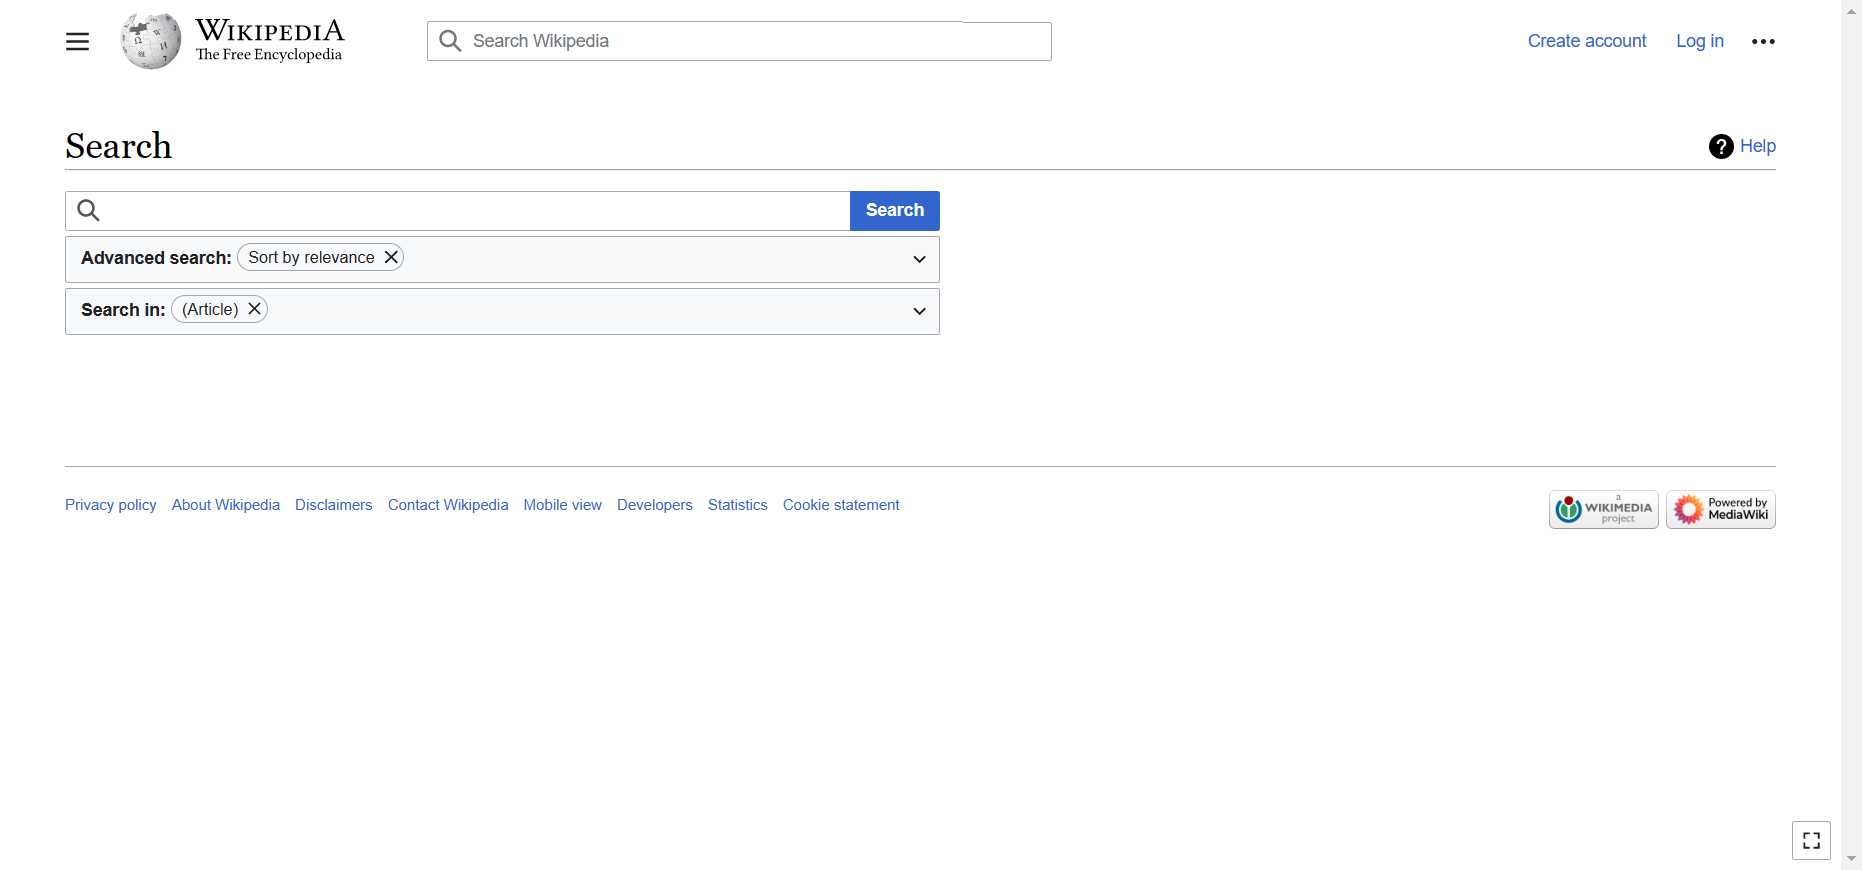 WIKIPEDIA
The Free Encyclopedia
Search Wikipedia
Create account Log in
Search
Help
Search
Advanced search: Sort by relevance
Search in: (Article)
Privacy policy About Wikipedia Disclaimers Contact Wikipedia Mobile view Developers Statistics Cookie statement
a
WIKIMEDIA
project
Powered by
MediaWiki